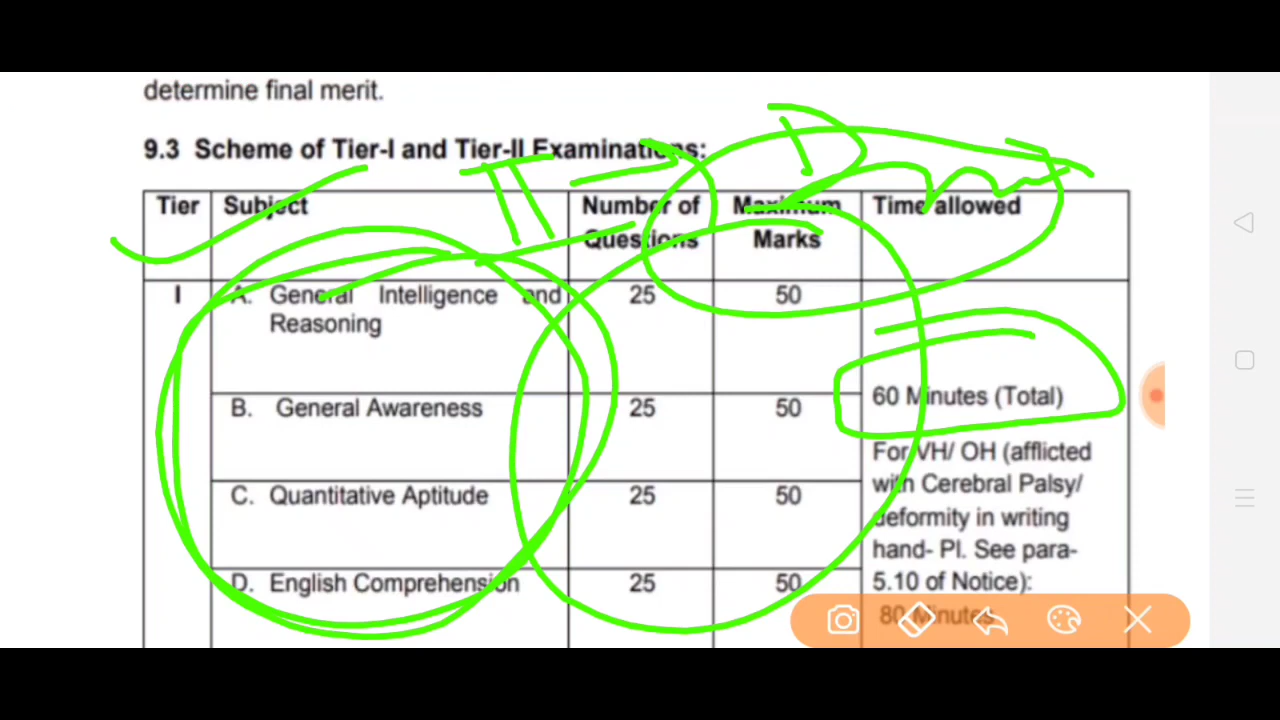 determine final merit.
9.3 Scheme of Tier-I and Tier-II Examinations:
Tier Subject Number of Questions Maximum Marks Time allowed
I A. General Intelligence and Reasoning 25 50
60 Minutes (Total)
B. General Awareness 25 50
For VH/ OH (afflicted
with Cerebral Palsy/
C. Quantitative Aptitude 25 50
deformity in writing
hand- Pl. See para-
5.10 of Notice):
D. English Comprehension 25 50
80 Minutes